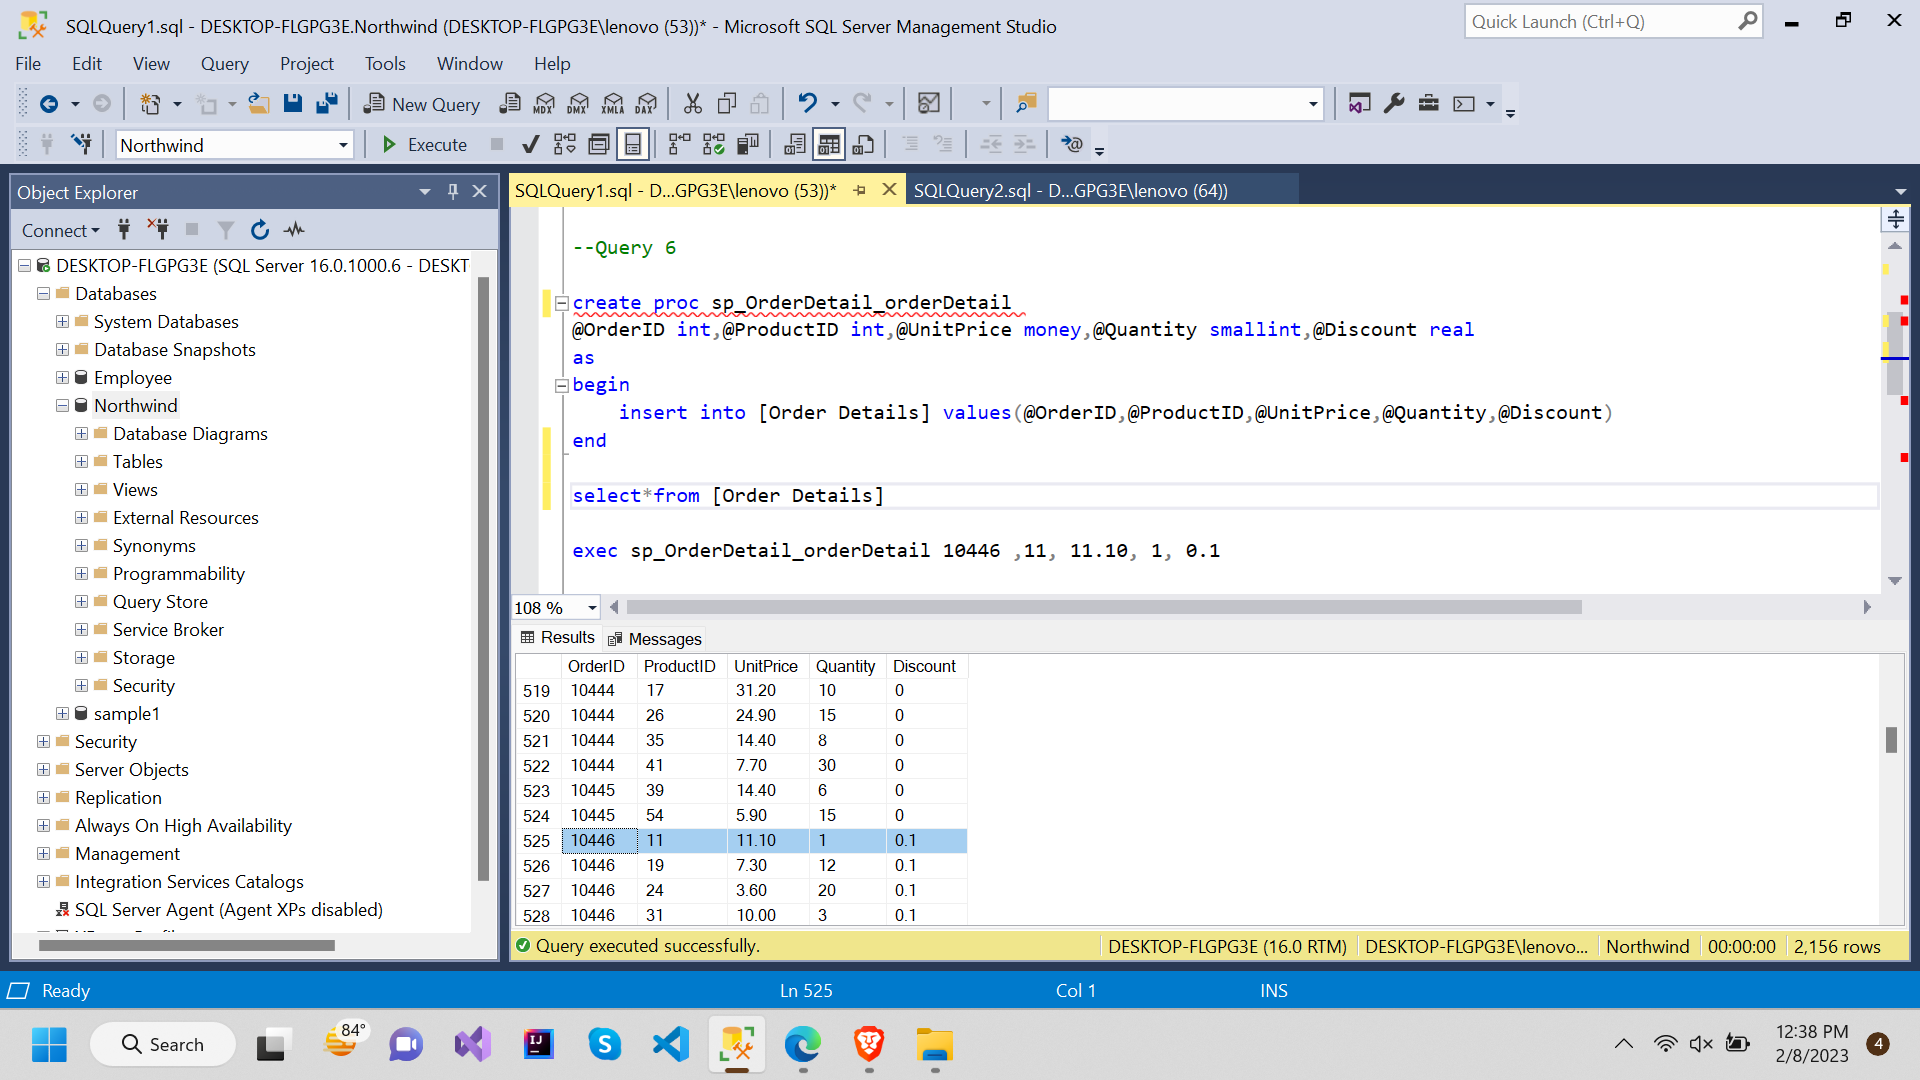 SQLQuery1.sql - DESKTOP-FLGPG3E.Northwind (DESKTOP-FLGPG3E\lenovo (53))* - Microsoft SQL Server Management Studio
Quick Launch (Ctrl+Q)
File Edit View Query Project Tools Window Help
New Query MDX DMX XMLA DAX
Northwind Execute
Object Explorer
Connect
DESKTOP-FLGPG3E (SQL Server 16.0.1000.6 - DESKT
Databases
System Databases
Database Snapshots
Employee
Northwind
Database Diagrams
Tables
Views
External Resources
Synonyms
Programmability
Query Store
Service Broker
Storage
Security
sample1
Security
Server Objects
Replication
Always On High Availability
Management
Integration Services Catalogs
SQL Server Agent (Agent XPs disabled)
SQLQuery1.sql - D...GPG3E\lenovo (53))* SQLQuery2.sql - D...GPG3E\lenovo (64))
--Query 6
create proc sp_OrderDetail_orderDetail
@OrderID int,@ProductID int,@UnitPrice money,@Quantity smallint,@Discount real
as
begin
insert into [Order Details] values(@OrderID,@ProductID,@UnitPrice,@Quantity,@Discount)
end
select*from [Order Details]
exec sp_OrderDetail_orderDetail 10446 ,11, 11.10, 1, 0.1
108 %
Results Messages
OrderID ProductID UnitPrice Quantity Discount
519 10444 17 31.20 10 0
520 10444 26 24.90 15 0
521 10444 35 14.40 8 0
522 10444 41 7.70 30 0
523 10445 39 14.40 6 0
524 10445 54 5.90 15 0
525 10446 11 11.10 1 0.1
526 10446 19 7.30 12 0.1
527 10446 24 3.60 20 0.1
528 10446 31 10.00 3 0.1
Query executed successfully. DESKTOP-FLGPG3E (16.0 RTM) DESKTOP-FLGPG3E\lenovo... Northwind 00:00:00 2,156 rows
Ready Ln 525 Col 1 INS
Search 84° IJ S 12:38 PM
2/8/2023 4